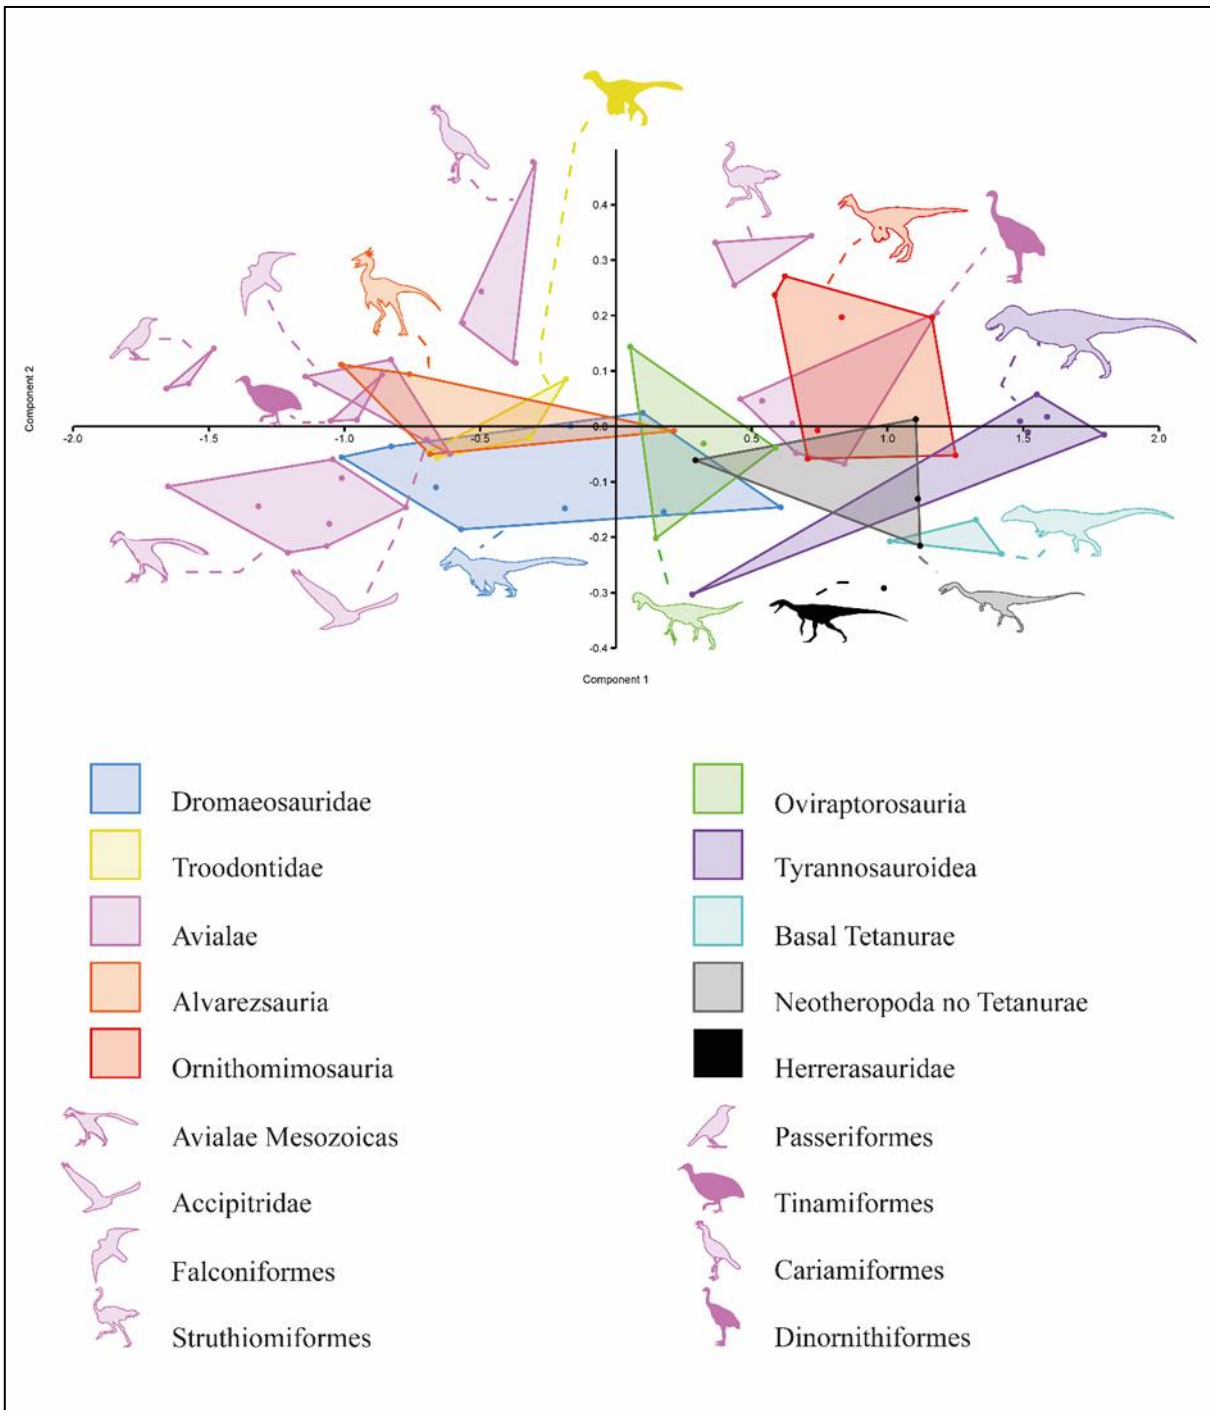 0.4
0.3
0.2
0.1
Component 2
-2.0
-1.5
-1.0
-0.5
0.0
0.5
1.0
1.5
2.0
-0.1
-0.2
-0.3
-0.4
Component 1
Dromaeosauridae
Oviraptorosauria
Troodontidae
Tyrannosauroidea
Avialae
Basal Tetanurae
Alvarezsauria
Neotheropoda no Tetanurae
Ornithomimosauria
Herrerasauridae
Avialae Mesozoicas
Passeriformes
Accipitridae
Tinamiformes
Falconiformes
Cariamiformes
Struthiomiformes
Dinornithiformes